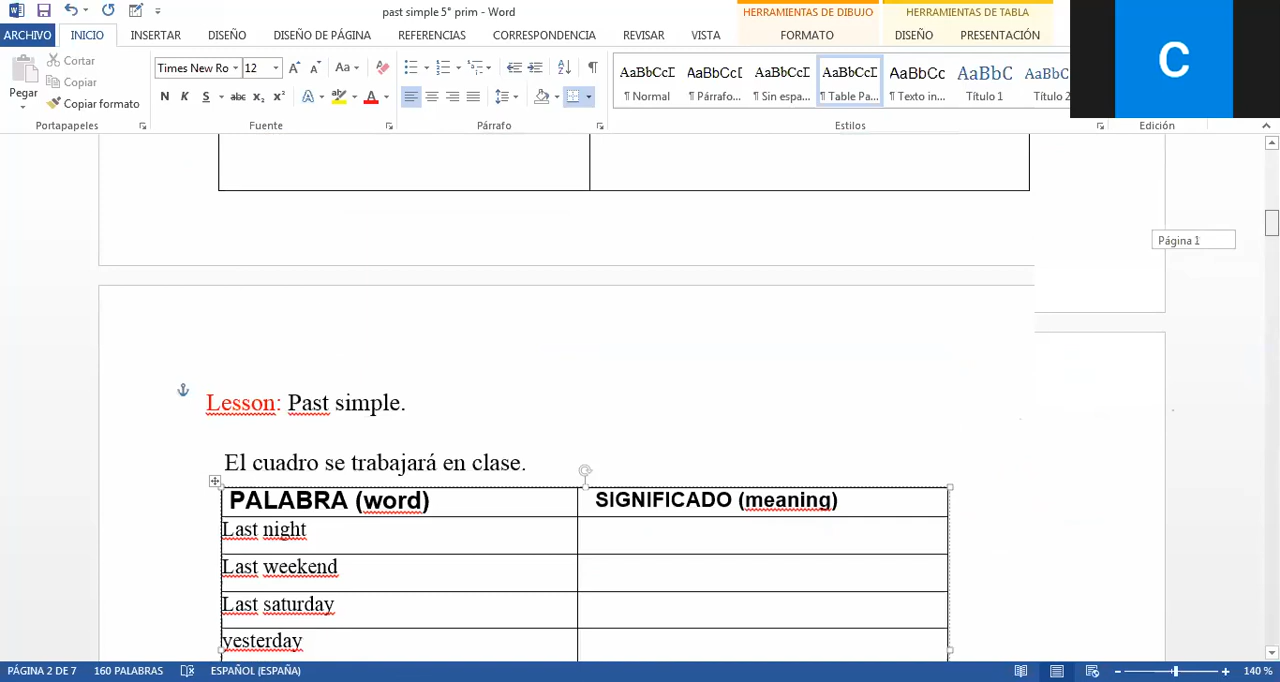 past simple 5° prim - Word
HERRAMIENTAS DE DIBUJO
HERRAMIENTAS DE TABLA
ARCHIVO
INICIO
INSERTAR
DISEÑO
DISEÑO DE PÁGINA
REFERENCIAS
CORRESPONDENCIA
REVISAR
VISTA
FORMATO
DISEÑO
PRESENTACIÓN
C
Pegar
Cortar
Copiar
Copiar formato
Portapapeles
Times New Ro
12
Aa
N K S abc x₂ x²
A
A
Fuente
Párrafo
AaBbCcI
¶ Normal
AaBbCcI
¶ Párrafo...
AaBbCcI
¶ Sin espa...
AaBbCcI
¶ Table Pa...
AaBbCc
¶ Texto in...
AaBbC
Título 1
AaBbC
Título 2
Estilos
Edición
Página 1
Lesson: Past simple.
El cuadro se trabajará en clase.
PALABRA (word)
SIGNIFICADO (meaning)
Last night
Last weekend
Last saturday
yesterday
PÁGINA 2 DE 7
160 PALABRAS
ESPAÑOL (ESPAÑA)
140 %